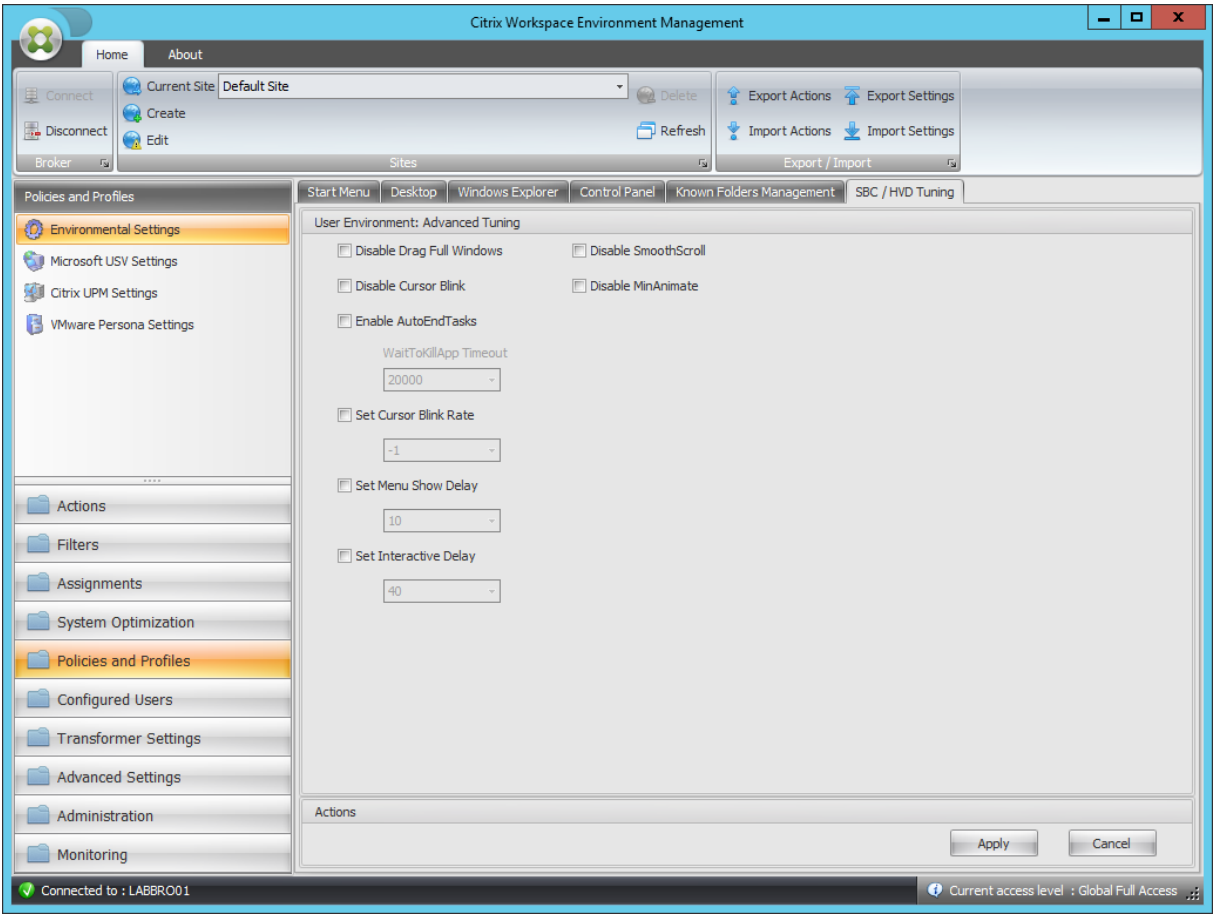 Citrix Workspace Environment Management
Home About
Connect
Disconnect
Broker
Current Site Default Site
Create
Edit
Delete
Refresh
Sites
Export Actions Export Settings
Import Actions Import Settings
Export / Import
Policies and Profiles
Environmental Settings
Microsoft USV Settings
Citrix UPM Settings
VMware Persona Settings
Actions
Filters
Assignments
System Optimization
Policies and Profiles
Configured Users
Transformer Settings
Advanced Settings
Administration
Monitoring
Start Menu Desktop Windows Explorer Control Panel Known Folders Management SBC / HVD Tuning
User Environment: Advanced Tuning
Disable Drag Full Windows Disable SmoothScroll
Disable Cursor Blink Disable MinAnimate
Enable AutoEndTasks
WaitToKillApp Timeout
20000
Set Cursor Blink Rate
-1
Set Menu Show Delay
10
Set Interactive Delay
40
Actions
Apply Cancel
Connected to : LABBRO01 Current access level : Global Full Access